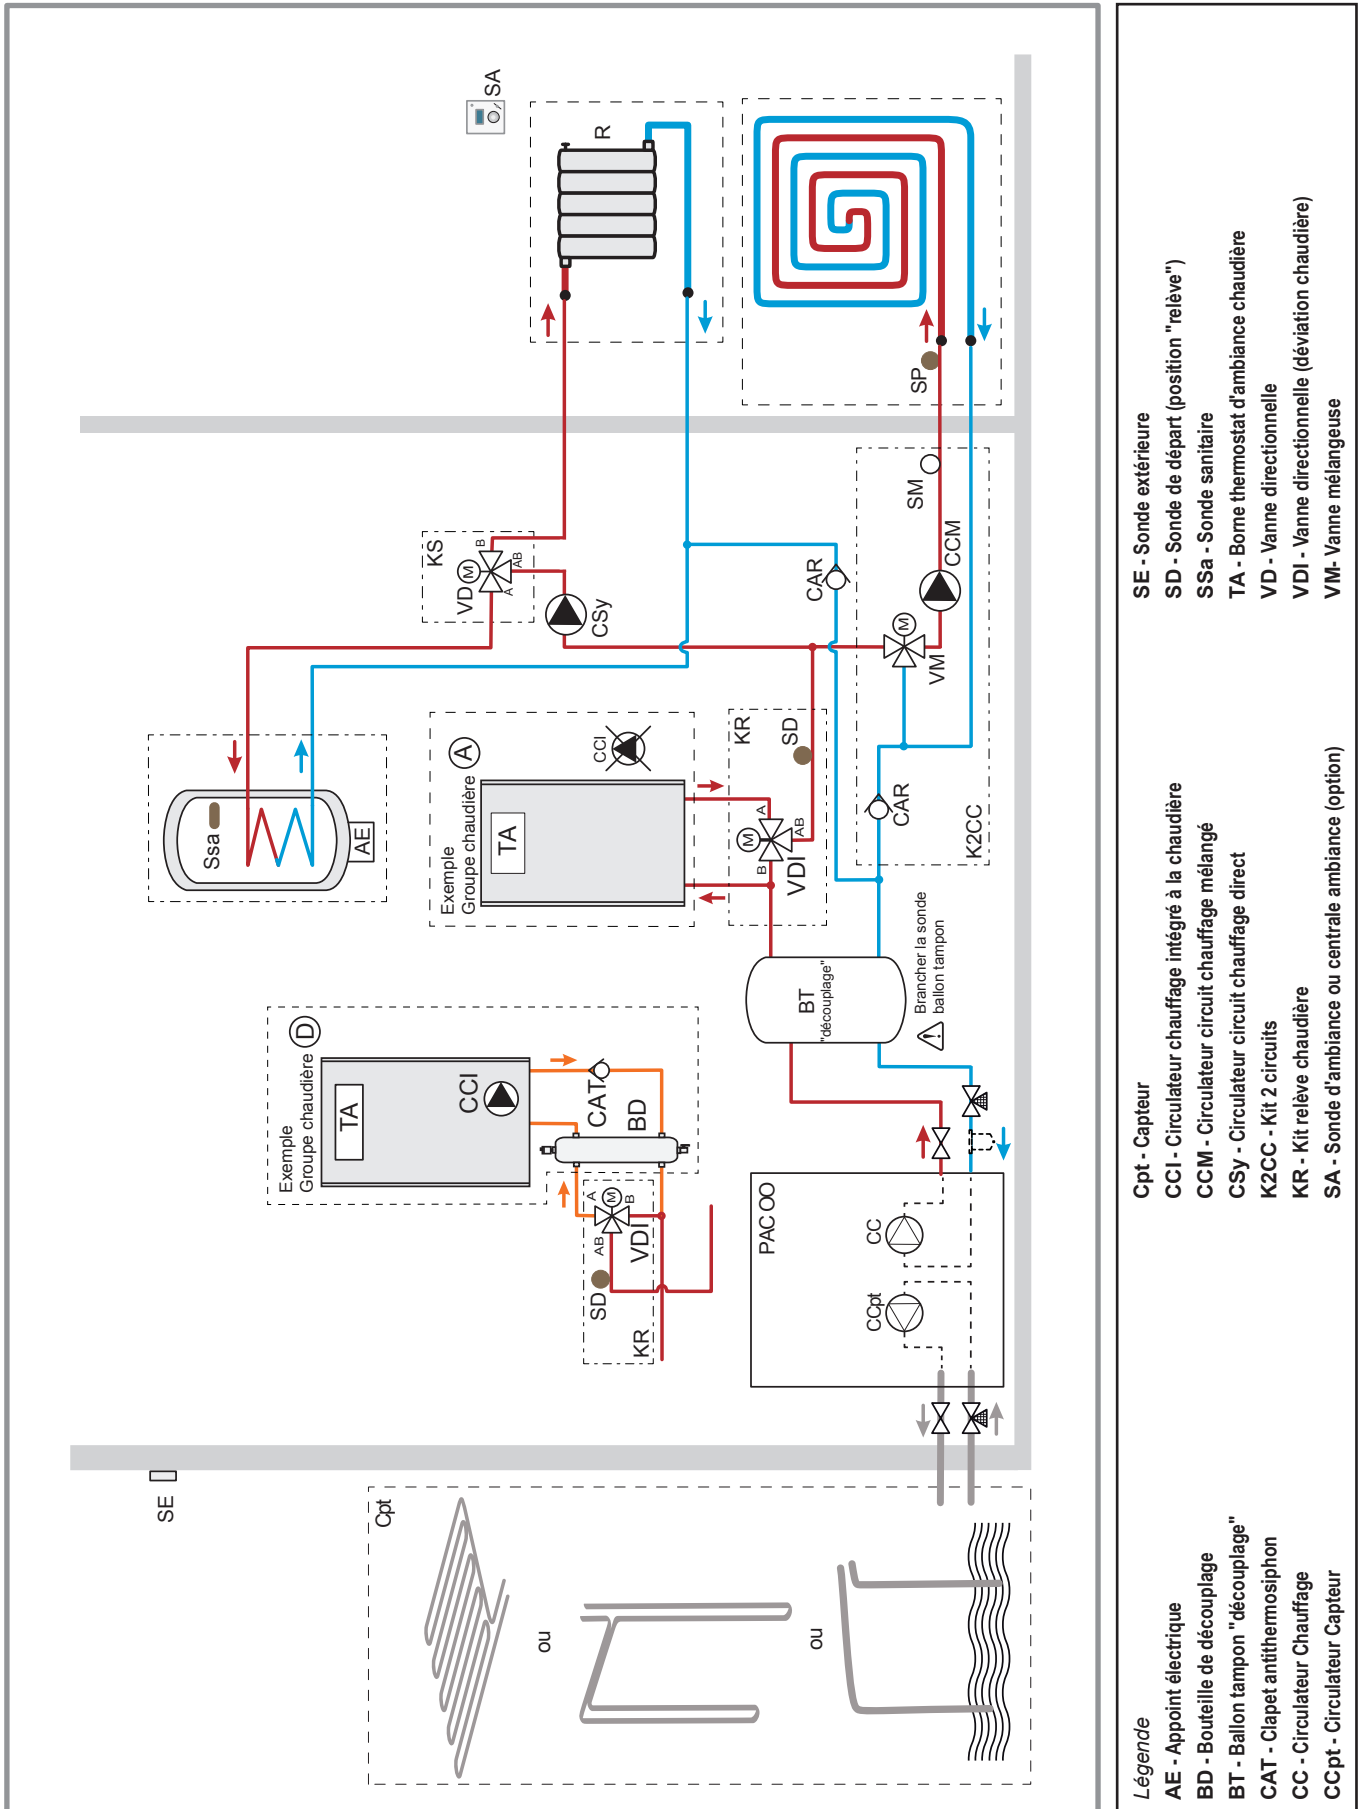 SE
Cpt
ou
ou
Exemple
Groupe chaudière
D
TA
CCI
CAT
BD
A
M
B
AB
VDI
SD
KR
PAC OO
CCpt
CC
Ssa
AE
Exemple
Groupe chaudière
A
TA
CCI
KR
SD
M
A
B
AB
VDI
BT
"découplage"
Brancher la sonde
ballon tampon
KS
VD
M
B
A
AB
CSy
CAR
CAR
VM
M
CCM
SM
K2CC
SA
R
SP
Légende
AE - Appoint électrique
BD - Bouteille de découplage
BT - Ballon tampon "découplage"
CAT - Clapet antithermosiphon
CC - Circulateur Chauffage
CCpt - Circulateur Capteur
Cpt - Capteur
CCI - Circulateur chauffage intégré à la chaudière
CCM - Circulateur circuit chauffage mélangé
CSy - Circulateur circuit chauffage direct
K2CC - Kit 2 circuits
KR - Kit relève chaudière
SA - Sonde d'ambiance ou centrale ambiance (option)
SE - Sonde extérieure
SD - Sonde de départ (position "relève")
SSa - Sonde sanitaire
TA - Borne thermostat d'ambiance chaudière
VD - Vanne directionnelle
VDI - Vanne directionnelle (déviation chaudière)
VM- Vanne mélangeuse